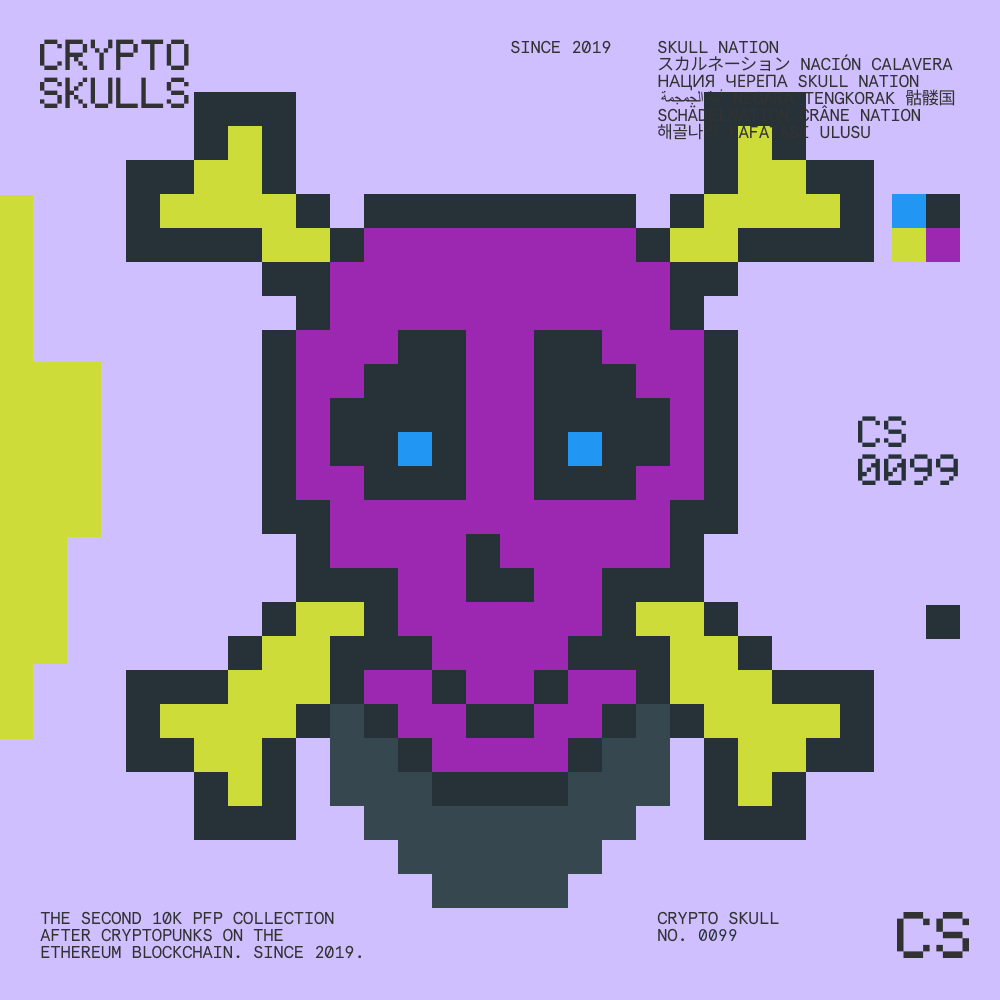 CRYPTO
SKULLS
SINCE 2019
SKULL NATION
スカルネーション NACIÓN CALAVERA
НАЦИЯ ЧЕРЕПА SKULL NATION
TENGKORAK 骷髅国
CRÂNE NATION
해골나 ULUSU
CS
0099
THE SECOND 10K PFP COLLECTION
AFTER CRYPTOPUNKS ON THE
ETHEREUM BLOCKCHAIN. SINCE 2019.
CRYPTO SKULL
NO. 0099
CS